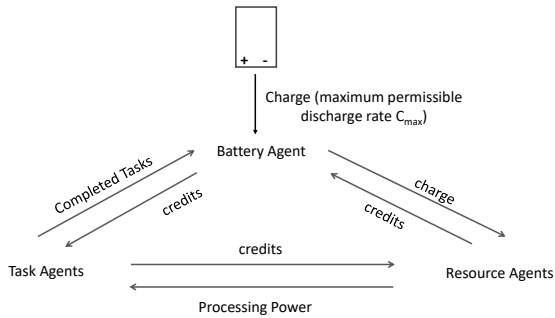 + -
Charge (maximum permissible
discharge rate Cmax)
Battery Agent
Completed Tasks
credits
charge
credits
credits
Task Agents
Resource Agents
Processing Power